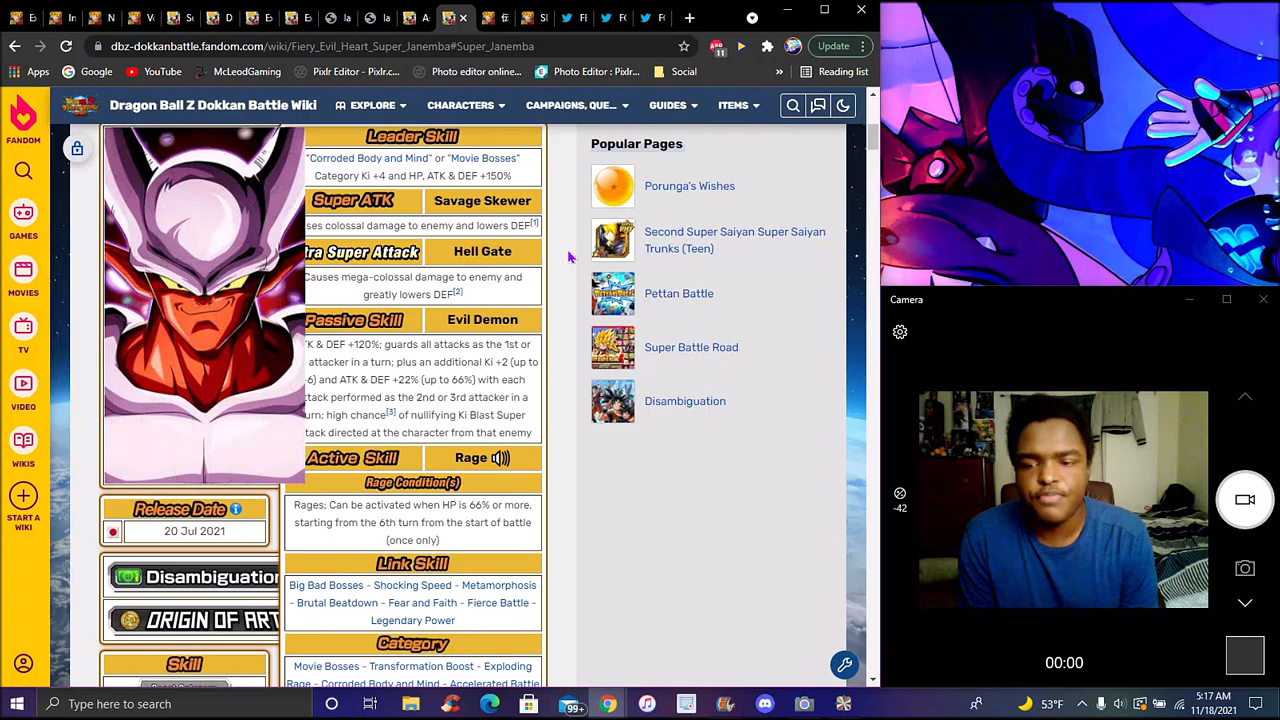 Update
dbz-dokkanbattle.fandom.com/wiki/Fiery_Evil_Heart_Super_Janemba#Super_Janemba
11
Apps
Google
YouTube
McLeodGaming
Pixlr Editor - Pixlr.c...
Photo editor online...
Photo Editor : Pixlr...
Social
»
Reading list
FANDOM
GAMES
MOVIES
TV
VIDEO
WIKIS
START A
WIKI
Dragon Ball Z Dokkan Battle Wiki
EXPLORE
CHARACTERS
CAMPAIGNS, QUE...
GUIDES
ITEMS
Leader Skill
"Corroded Body and Mind" or "Movie Bosses"
Category Ki +4 and HP, ATK & DEF +150%
Super ATK
Savage Skewer
ses colossal damage to enemy and lowers DEF[1]
tra Super Attack
Hell Gate
Causes mega-colossal damage to enemy and
greatly lowers DEF[2]
Passive Skill
Evil Demon
TK & DEF +120%; guards all attacks as the 1st or
attacker in a turn; plus an additional Ki +2 (up to
+6) and ATK & DEF +22% (up to 66%) with each
ttack performed as the 2nd or 3rd attacker in a
urn; high chance[3] of nullifying Ki Blast Super
ttack directed at the character from that enemy
Active Skill
Rage
Rage Condition(s)
Rages; Can be activated when HP is 66% or more,
starting from the 6th turn from the start of battle
(once only)
Link Skill
Big Bad Bosses - Shocking Speed - Metamorphosis
- Brutal Beatdown - Fear and Faith - Fierce Battle -
Legendary Power
Category
Movie Bosses - Transformation Boost - Exploding
Rage - Corroded Body and Mind - Accelerated Battle
Release Date
20 Jul 2021
Disambiguation
ORIGIN OF ART
Skill
Popular Pages
Porunga's Wishes
Second Super Saiyan Super Saiyan
Trunks (Teen)
Pettan Battle
Super Battle Road
Disambiguation
Camera
-42
00:00
Type here to search
99+
53°F
5:17 AM
11/18/2021